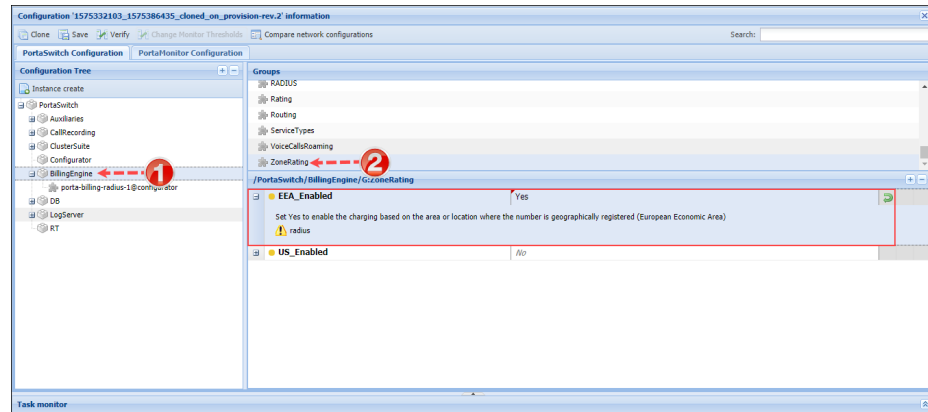 Configuration '1575332103_1575386435_cloned_on_provision-rev.2' information
Clone Save Verify Change Monitor Thresholds Compare network configurations Search:
PortaSwitch Configuration PortaMonitor Configuration
Configuration Tree
Instance create
PortaSwitch
Auxiliaries
CallRecording
ClusterSuite
Configurator
BillingEngine
1
porta-billing-radius-1@configurator
DB
LogServer
RT
Groups
RADIUS
Rating
Routing
ServiceTypes
VoiceCallsRoaming
ZoneRating
2
/PortaSwitch/BillingEngine/G:ZoneRating
EEA_Enabled Yes
Set Yes to enable the charging based on the area or location where the number is geographically registered (European Economic Area)
radius
US_Enabled No
Task monitor